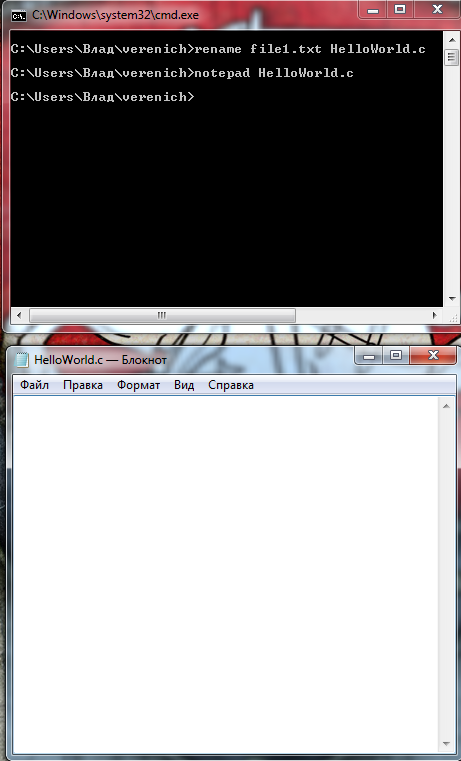 C:\Windows\system32\cmd.exe
C:\Users\Влад\verenich>rename file1.txt HelloWorld.c
C:\Users\Влад\verenich>notepad HelloWorld.c
C:\Users\Влад\verenich>
HelloWorld.c — Блокнот
Файл Правка Формат Вид Справка